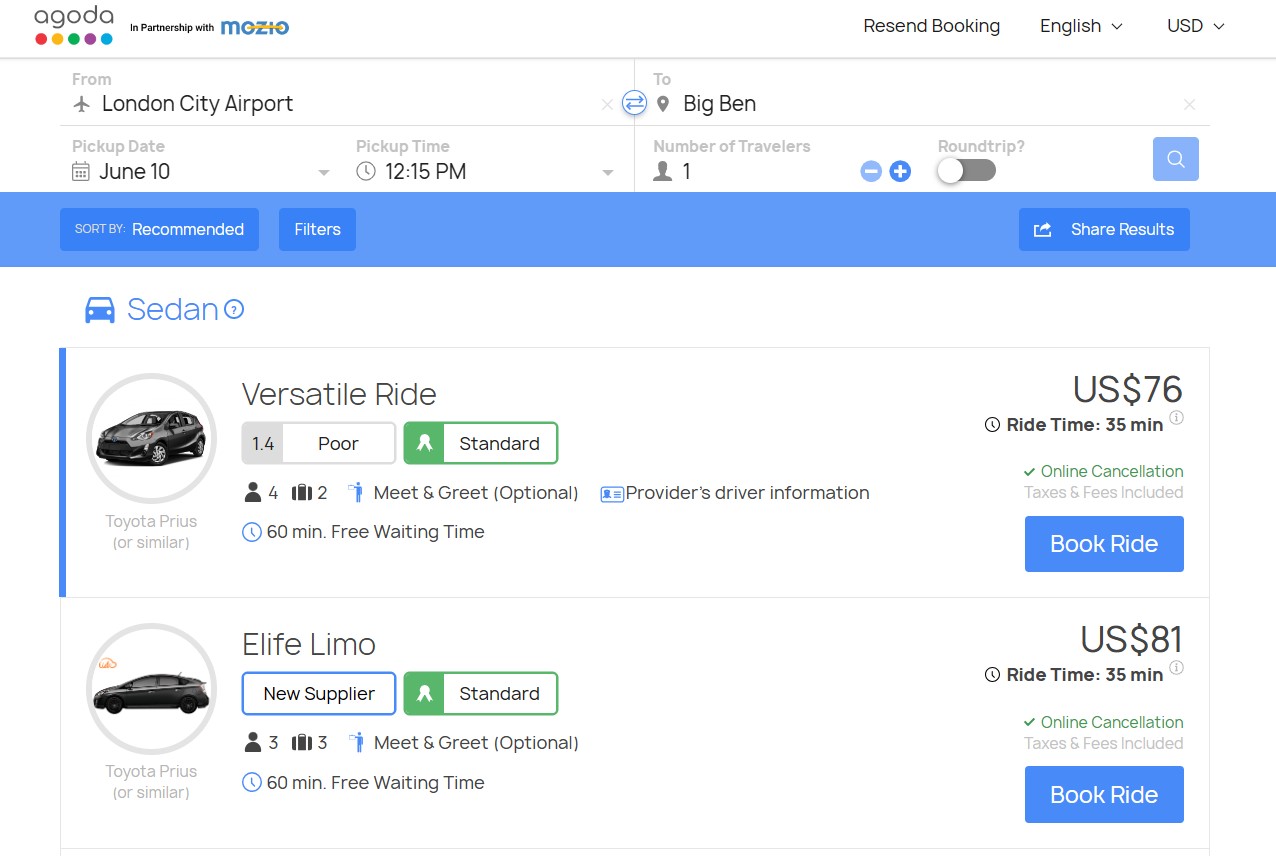 agoda
In Partnership with mozio
Resend Booking English USD
From
London City Airport
To
Big Ben
Pickup Date
June 10
Pickup Time
12:15 PM
Number of Travelers
1
Roundtrip?
SORT BY: Recommended
Filters
Share Results
Sedan ?
Versatile Ride
1.4 Poor
Standard
4 2 Meet & Greet (Optional) Provider's driver information
60 min. Free Waiting Time
Toyota Prius
(or similar)
US$76
Ride Time: 35 min
Online Cancellation
Taxes & Fees Included
Book Ride
Elife Limo
New Supplier
Standard
3 3 Meet & Greet (Optional)
60 min. Free Waiting Time
Toyota Prius
(or similar)
US$81
Ride Time: 35 min
Online Cancellation
Taxes & Fees Included
Book Ride